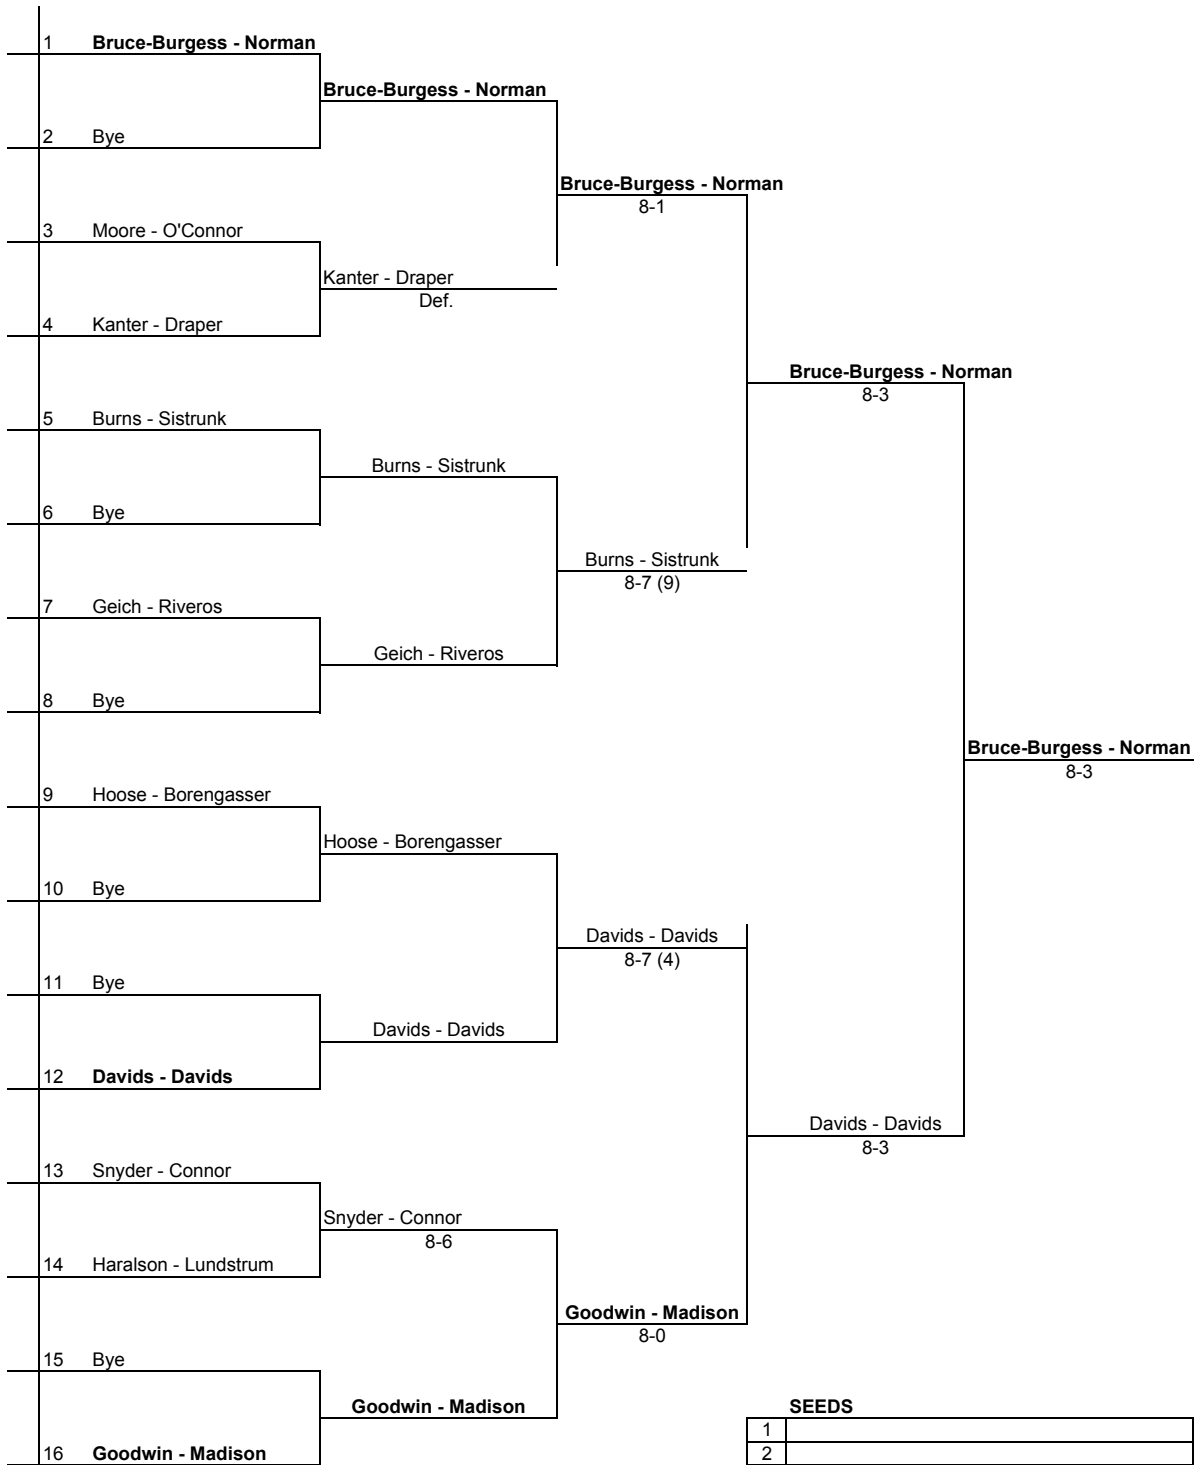 1 Bruce-Burgess - Norman
Bruce-Burgess - Norman
2 Bye
Bruce-Burgess - Norman
8-1
3 Moore - O'Connor
Kanter - Draper
Def.
4 Kanter - Draper
Bruce-Burgess - Norman
8-3
5 Burns - Sistrunk
Burns - Sistrunk
6 Bye
Burns - Sistrunk
8-7 (9)
7 Geich - Riveros
Geich - Riveros
8 Bye
Bruce-Burgess - Norman
8-3
9 Hoose - Borengasser
Hoose - Borengasser
10 Bye
Davids - Davids
8-7 (4)
11 Bye
Davids - Davids
12 Davids - Davids
Davids - Davids
8-3
13 Snyder - Connor
Snyder - Connor
8-6
14 Haralson - Lundstrum
Goodwin - Madison
8-0
15 Bye
Goodwin - Madison
SEEDS
1
16 Goodwin - Madison
2